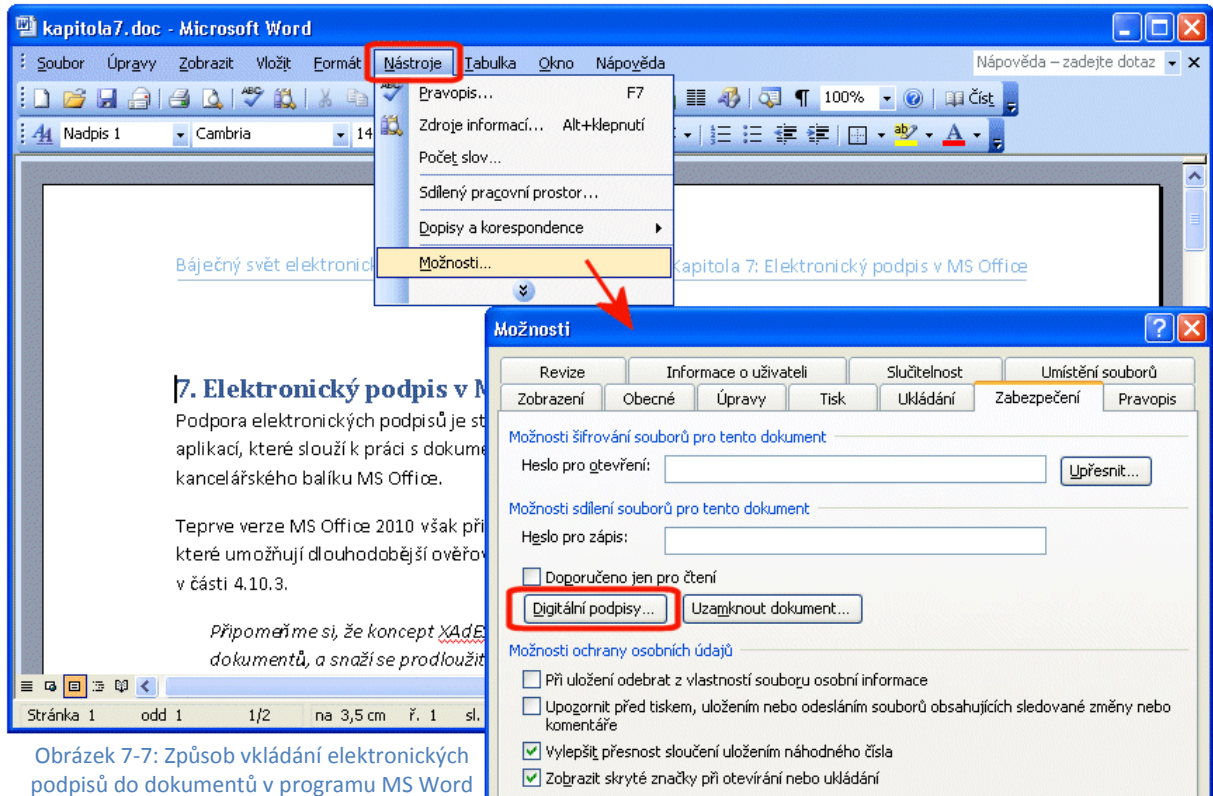 kapitola7.doc - Microsoft Word
Soubor Úpravy Zobrazit Vložit Formát Nástroje Tabulka Okno Nápověda Nápověda – zadejte dotaz
100% Číst
Nadpis 1 Cambria 14
Pravopis... F7
Zdroje informací... Alt+klepnutí
Počet slov...
Sdílený pracovní prostor...
Dopisy a korespondence
Možnosti...
Báječný svět elektronick Kapitola 7: Elektronický podpis v MS Office
7. Elektronický podpis v M
Podpora elektronických podpisů je st
aplikací, které slouží k práci s dokume
kancelářského balíku MS Office.
Teprve verze MS Office 2010 však při
které umožňují dlouhodobější ověřov
v části 4.10.3.
Připomeňme si, že koncept XAdES
dokumentů, a snaží se prodloužit
Stránka 1 odd 1 1/2 na 3,5 cm ř. 1 sl.
Možnosti
Revize Informace o uživateli Slučitelnost Umístění souborů
Zobrazení Obecné Úpravy Tisk Ukládání Zabezpečení Pravopis
Možnosti šifrování souborů pro tento dokument
Heslo pro otevření: Upřesnit...
Možnosti sdílení souborů pro tento dokument
Heslo pro zápis:
Doporučeno jen pro čtení
Digitální podpisy... Uzamknout dokument...
Možnosti ochrany osobních údajů
Při uložení odebrat z vlastností souboru osobní informace
Upozornit před tiskem, uložením nebo odesláním souborů obsahujících sledované změny nebo
komentáře
Vylepšit přesnost sloučení uložením náhodného čísla
Zobrazit skryté značky při otevírání nebo ukládání
Obrázek 7-7: Způsob vkládání elektronických
podpisů do dokumentů v programu MS Word